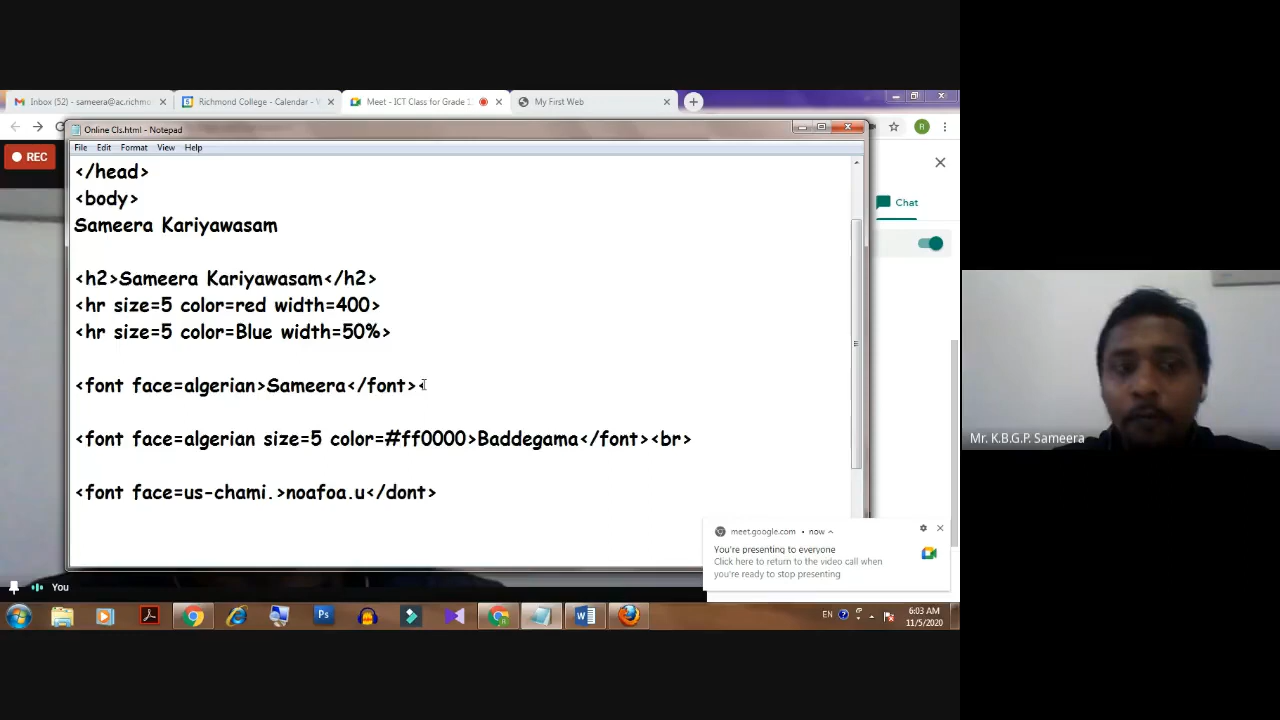 Inbox (52) - sameera@ac.richmo
Richmond College - Calendar - W
Meet - ICT Class for Grade 1
My First Web
REC
Online Cls.html - Notepad
File Edit Format View Help
</head>
<body>
Sameera Kariyawasam
<h2>Sameera Kariyawasam</h2>
<hr size=5 color=red width=400>
<hr size=5 color=Blue width=50%>
<font face=algerian>Sameera</font><
<font face=algerian size=5 color=#ff0000>Baddegama</font><br>
<font face=us-chami.>noafoa.u</dont>
Chat
R
Mr. K.B.G.P. Sameera
meet.google.com • now
You're presenting to everyone
Click here to return to the video call when
you're ready to stop presenting
You
Ps
W
EN
6:03 AM
11/5/2020